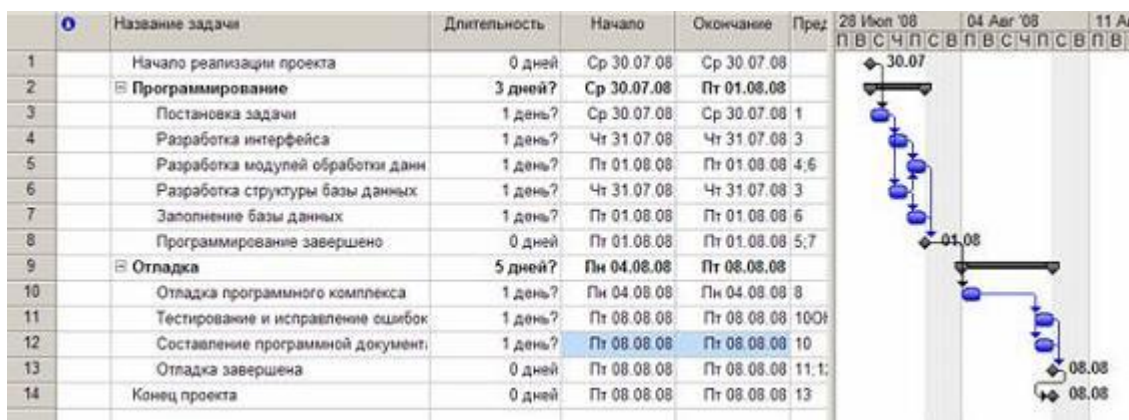 Название задачи Длительность Начало Окончание Пред 28 Июл '08 04 Авг '08 11 А
П В С Ч П С В П В С Ч П С В П В
1 Начало реализации проекта 0 дней Ср 30.07.08 Ср 30.07.08 30.07
2 Программирование 3 дней? Ср 30.07.08 Пт 01.08.08
3 Постановка задачи 1 день? Ср 30.07.08 Ср 30.07.08 1
4 Разработка интерфейса 1 день? Чт 31.07.08 Чт 31.07.08 3
5 Разработка модулей обработки данн 1 день? Пт 01.08.08 Пт 01.08.08 4;6
6 Разработка структуры базы данных 1 день? Чт 31.07.08 Чт 31.07.08 3
7 Заполнение базы данных 1 день? Пт 01.08.08 Пт 01.08.08 6
8 Программирование завершено 0 дней Пт 01.08.08 Пт 01.08.08 5;7 01.08
9 Отладка 5 дней? Пн 04.08.08 Пт 08.08.08
10 Отладка программного комплекса 1 день? Пн 04.08.08 Пн 04.08.08 8
11 Тестирование и исправление ошибок 1 день? Пт 08.08.08 Пт 08.08.08 10ОН
12 Составление программной документ 1 день? Пт 08.08.08 Пт 08.08.08 10
13 Отладка завершена 0 дней Пт 08.08.08 Пт 08.08.08 11;12 08.08
14 Конец проекта 0 дней Пт 08.08.08 Пт 08.08.08 13 08.08